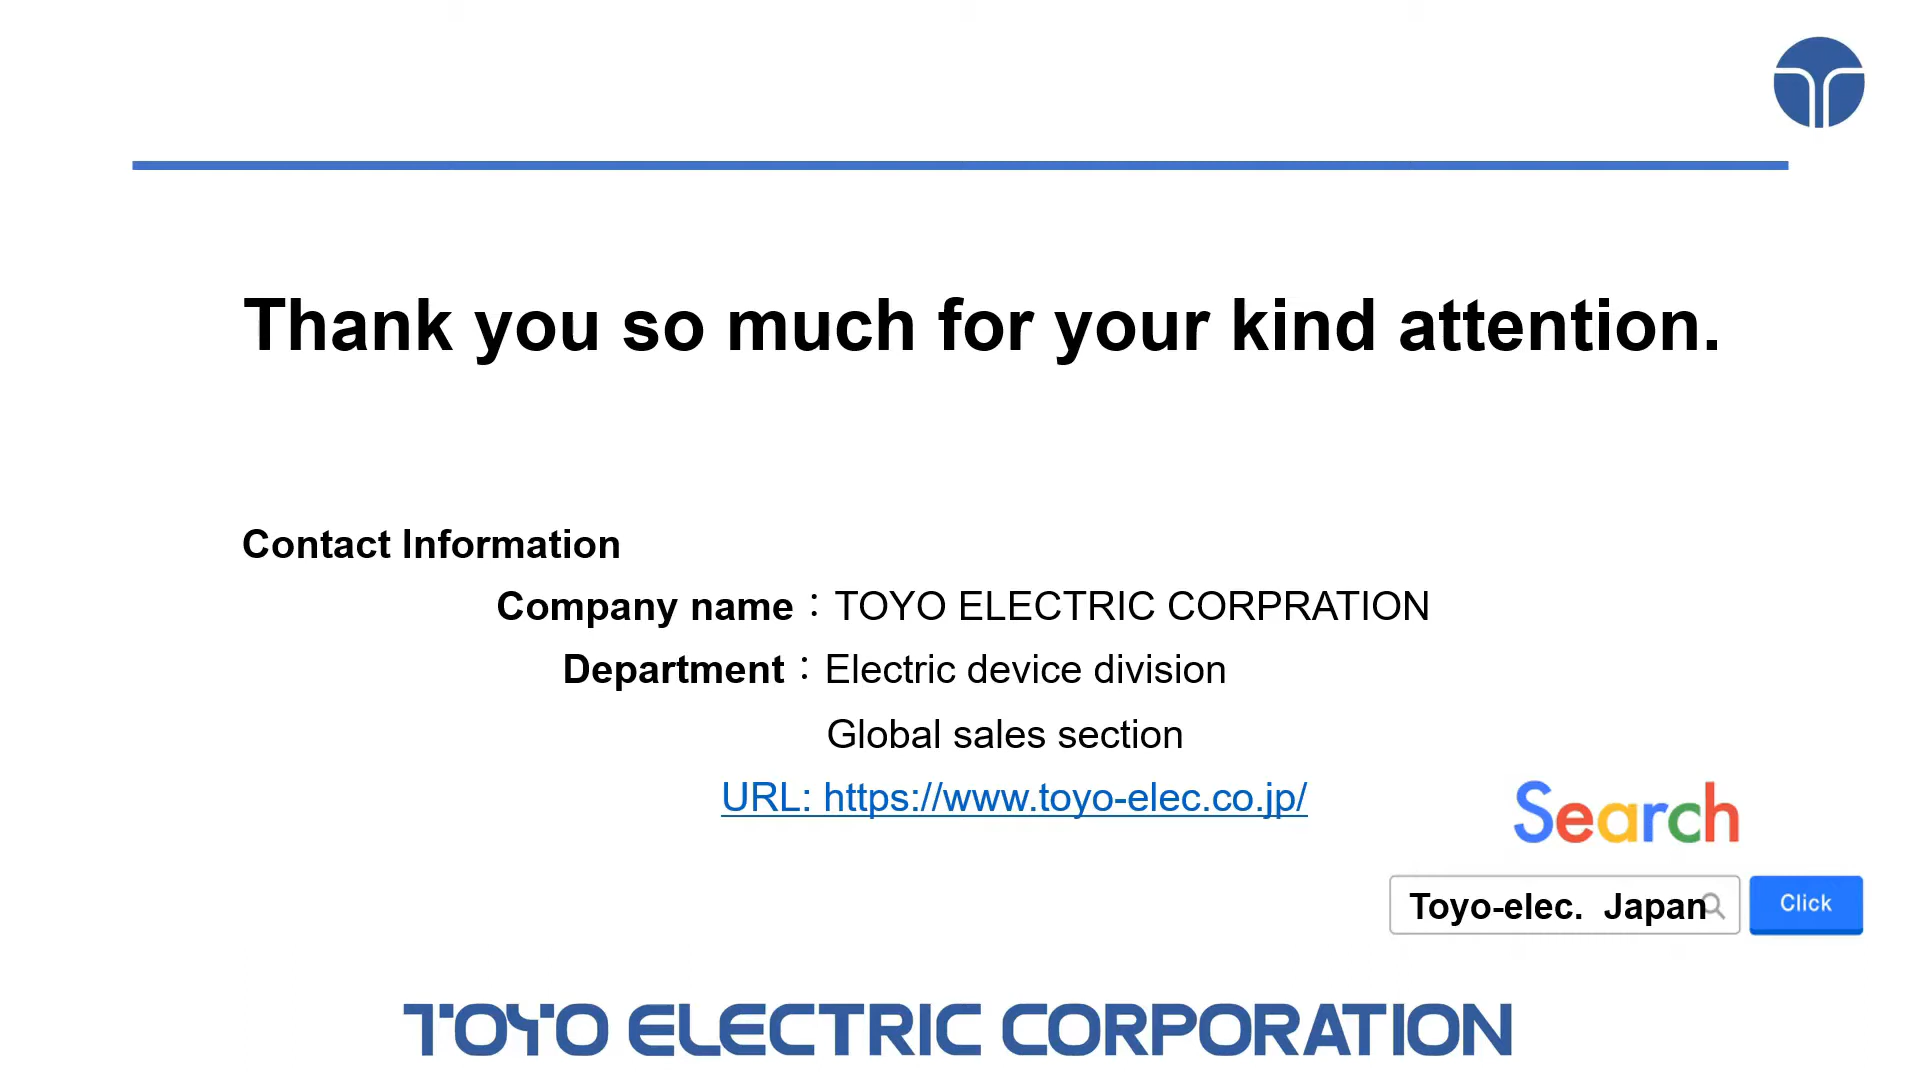 Thank you so much for your kind attention.
Contact Information
Company name：TOYO ELECTRIC CORPRATION
Department：Electric device division
Global sales section
URL: https://www.toyo-elec.co.jp/
Search
Toyo-elec. Japan
Click
TOYO ELECTRIC CORPORATION